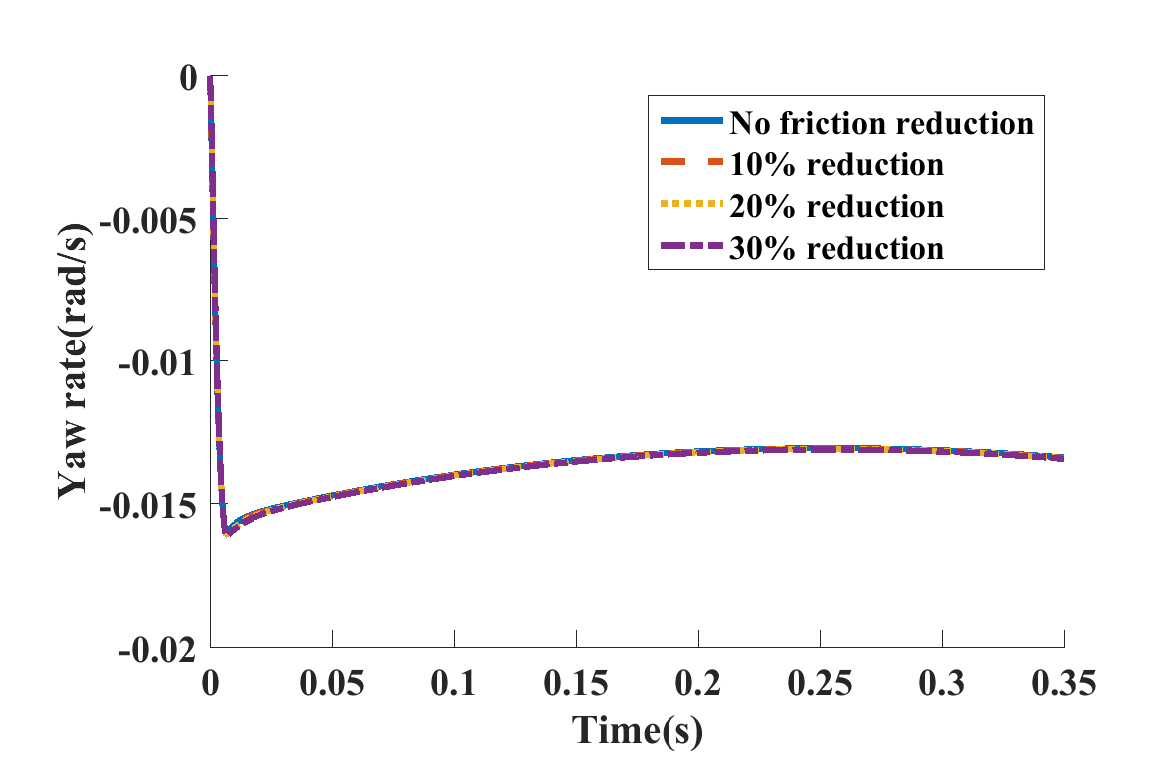 0
-0.005
-0.01
-0.015
-0.02
Yaw rate(rad/s)
No friction reduction
10% reduction
20% reduction
30% reduction
0 0.05 0.1 0.15 0.2 0.25 0.3 0.35
Time(s)